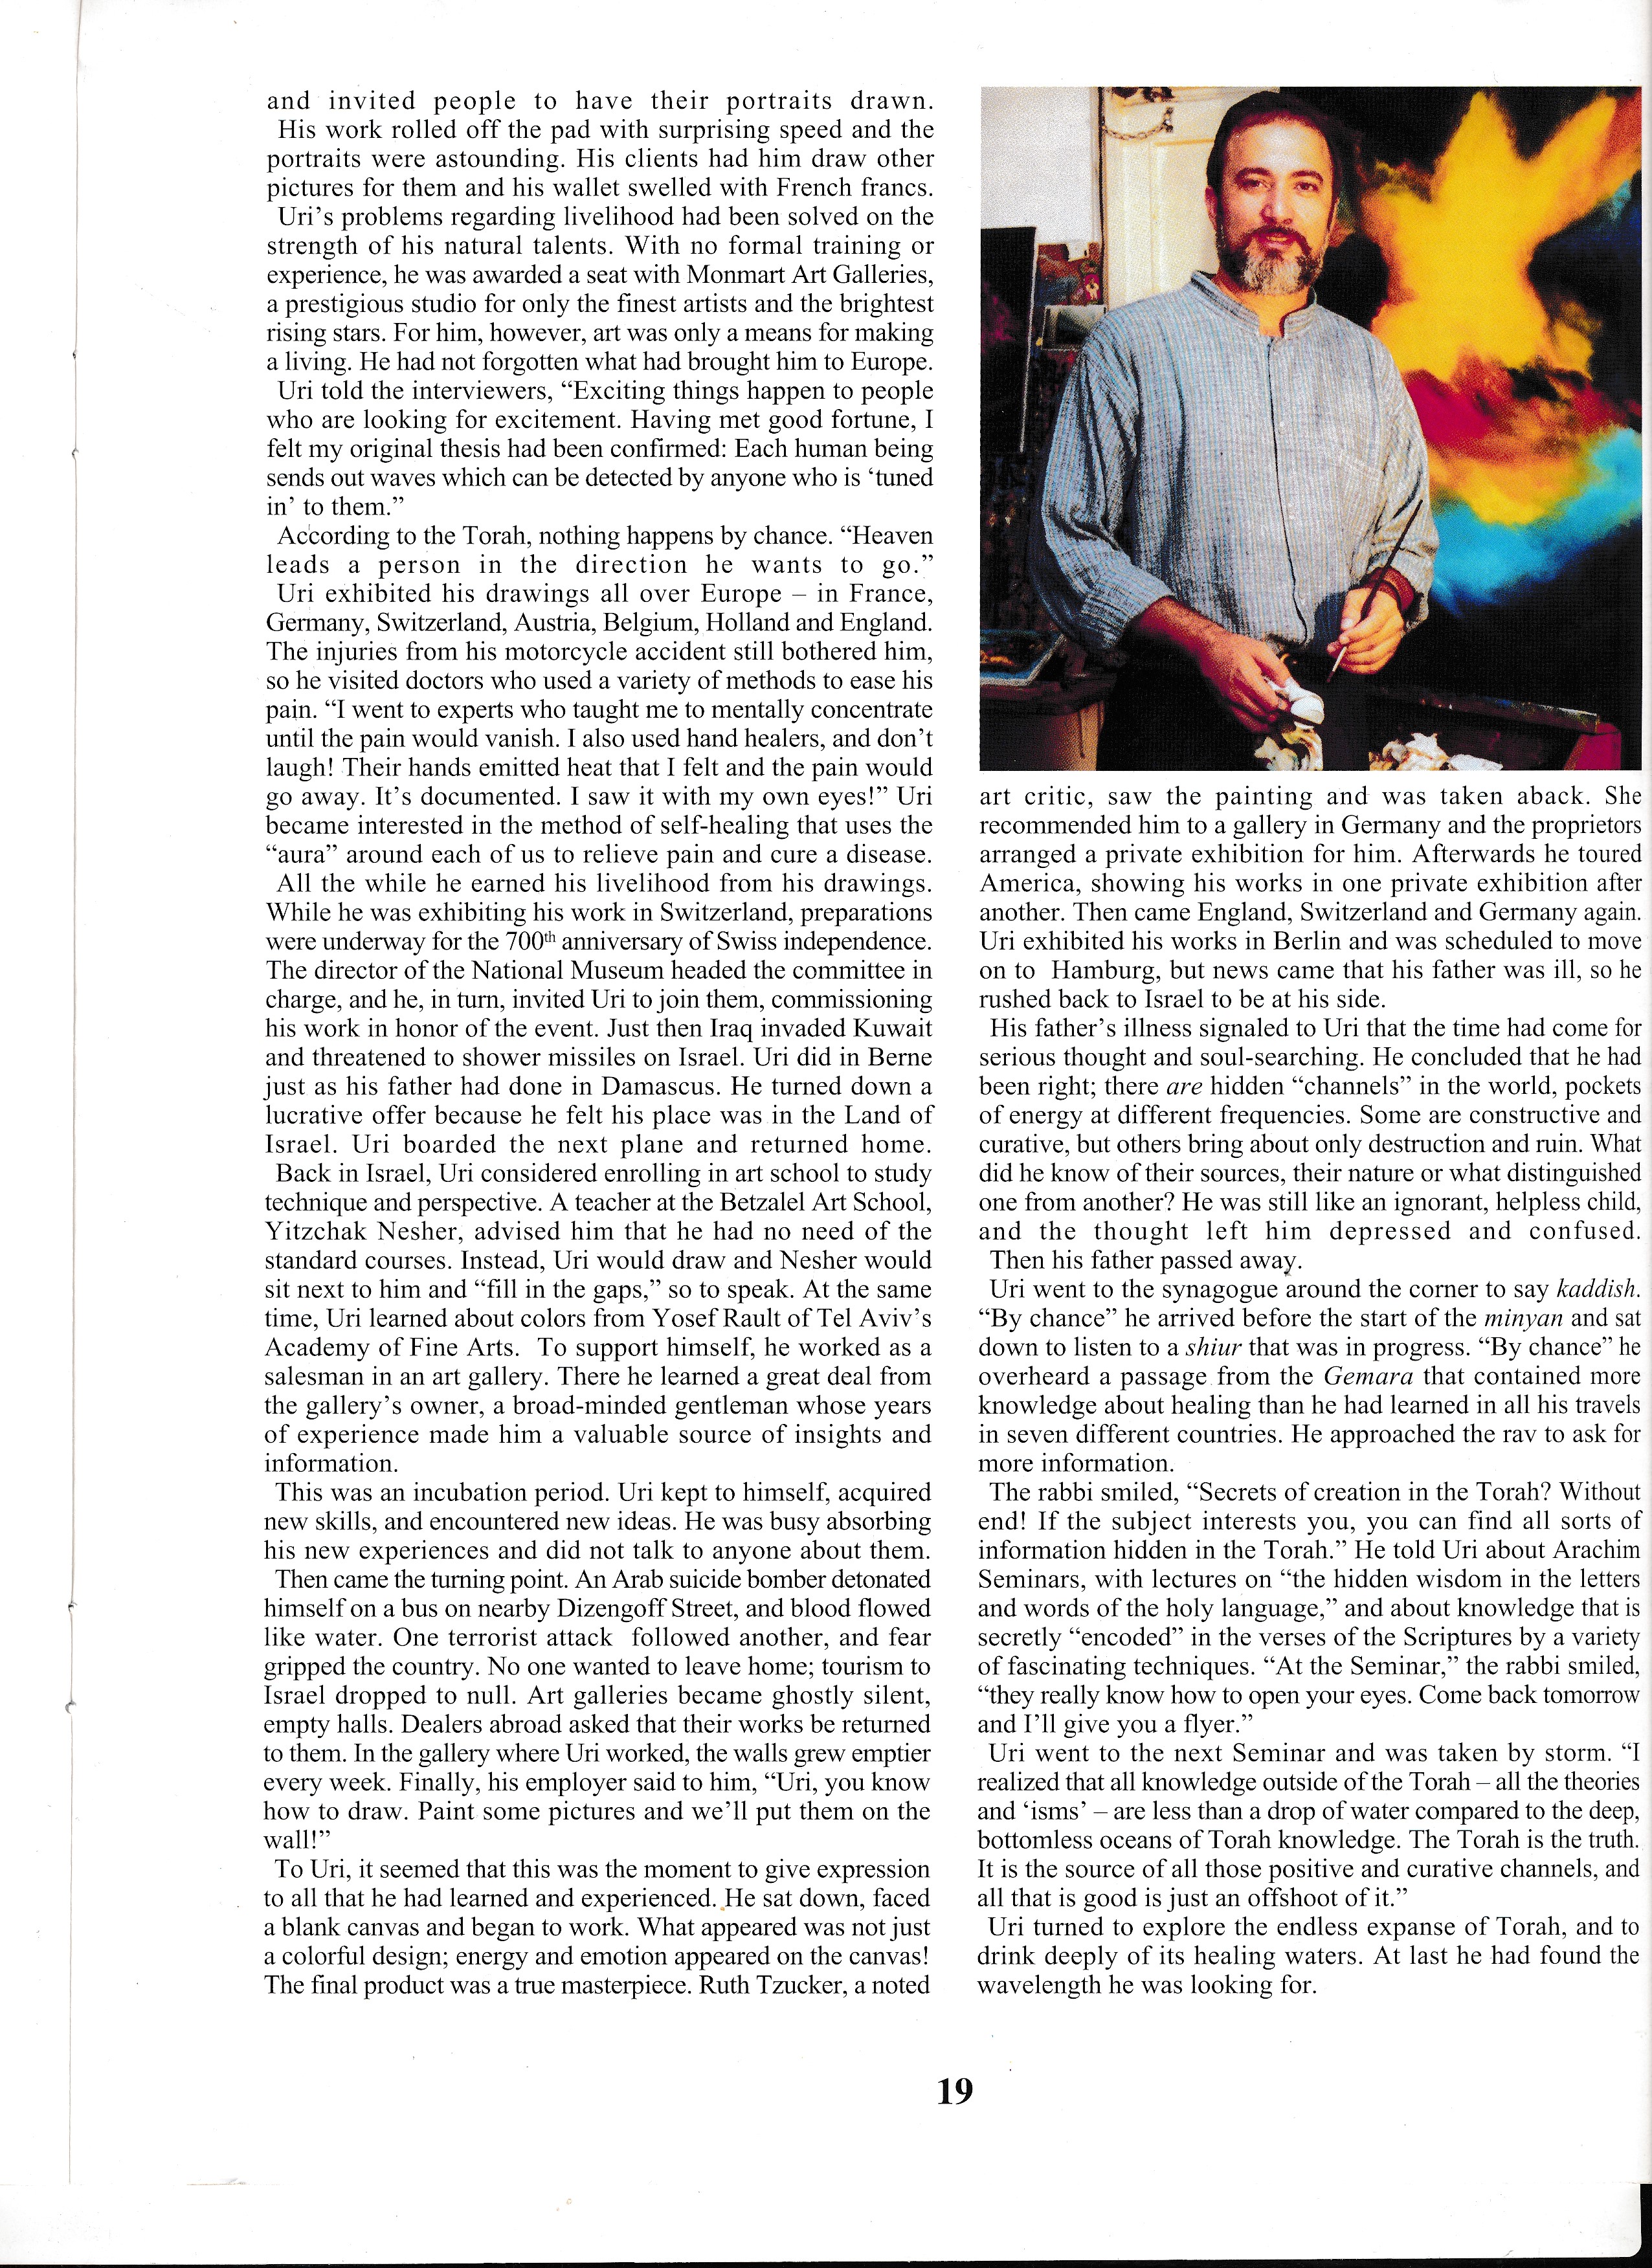 and invited people to have their portraits drawn.
His work rolled off the pad with surprising speed and the
portraits were astounding. His clients had him draw other
pictures for them and his wallet swelled with French francs.
Uri’s problems regarding livelihood had been solved on the
strength of his natural talents. With no formal training or
experience, he was awarded a seat with Monmart Art Galleries,
a prestigious studio for only the finest artists and the brightest
rising stars. For him, however, art was only a means for making
a living. He had not forgotten what had brought him to Europe.
Uri told the interviewers, “Exciting things happen to people
who are looking for excitement. Having met good fortune, I
felt my original thesis had been confirmed: Each human being
sends out waves which can be detected by anyone who is ‘tuned
in’ to them.”
According to the Torah, nothing happens by chance. “Heaven
leads a person in the direction he wants to go.”
Uri exhibited his drawings all over Europe – in France,
Germany, Switzerland, Austria, Belgium, Holland and England.
The injuries from his motorcycle accident still bothered him,
so he visited doctors who used a variety of methods to ease his
pain. “I went to experts who taught me to mentally concentrate
until the pain would vanish. I also used hand healers, and don’t
laugh! Their hands emitted heat that I felt and the pain would
go away. It’s documented. I saw it with my own eyes!” Uri
became interested in the method of self-healing that uses the
“aura” around each of us to relieve pain and cure a disease.
All the while he earned his livelihood from his drawings.
While he was exhibiting his work in Switzerland, preparations
were underway for the 700th anniversary of Swiss independence.
The director of the National Museum headed the committee in
charge, and he, in turn, invited Uri to join them, commissioning
his work in honor of the event. Just then Iraq invaded Kuwait
and threatened to shower missiles on Israel. Uri did in Berne
just as his father had done in Damascus. He turned down a
lucrative offer because he felt his place was in the Land of
Israel. Uri boarded the next plane and returned home.
Back in Israel, Uri considered enrolling in art school to study
technique and perspective. A teacher at the Betzalel Art School,
Yitzchak Nesher, advised him that he had no need of the
standard courses. Instead, Uri would draw and Nesher would
sit next to him and “fill in the gaps,” so to speak. At the same
time, Uri learned about colors from Yosef Rault of Tel Aviv’s
Academy of Fine Arts. To support himself, he worked as a
salesman in an art gallery. There he learned a great deal from
the gallery’s owner, a broad-minded gentleman whose years
of experience made him a valuable source of insights and
information.
This was an incubation period. Uri kept to himself, acquired
new skills, and encountered new ideas. He was busy absorbing
his new experiences and did not talk to anyone about them.
Then came the turning point. An Arab suicide bomber detonated
himself on a bus on nearby Dizengoff Street, and blood flowed
like water. One terrorist attack followed another, and fear
gripped the country. No one wanted to leave home; tourism to
Israel dropped to null. Art galleries became ghostly silent,
empty halls. Dealers abroad asked that their works be returned
to them. In the gallery where Uri worked, the walls grew emptier
every week. Finally, his employer said to him, “Uri, you know
how to draw. Paint some pictures and we’ll put them on the
wall!”
To Uri, it seemed that this was the moment to give expression
to all that he had learned and experienced. He sat down, faced
a blank canvas and began to work. What appeared was not just
a colorful design; energy and emotion appeared on the canvas!
The final product was a true masterpiece. Ruth Tzucker, a noted
art critic, saw the painting and was taken aback. She
recommended him to a gallery in Germany and the proprietors
arranged a private exhibition for him. Afterwards he toured
America, showing his works in one private exhibition after
another. Then came England, Switzerland and Germany again.
Uri exhibited his works in Berlin and was scheduled to move
on to Hamburg, but news came that his father was ill, so he
rushed back to Israel to be at his side.
His father’s illness signaled to Uri that the time had come for
serious thought and soul-searching. He concluded that he had
been right; there are hidden “channels” in the world, pockets
of energy at different frequencies. Some are constructive and
curative, but others bring about only destruction and ruin. What
did he know of their sources, their nature or what distinguished
one from another? He was still like an ignorant, helpless child,
and the thought left him depressed and confused.
Then his father passed away.
Uri went to the synagogue around the corner to say kaddish.
“By chance” he arrived before the start of the minyan and sat
down to listen to a shiur that was in progress. “By chance” he
overheard a passage from the Gemara that contained more
knowledge about healing than he had learned in all his travels
in seven different countries. He approached the rav to ask for
more information.
The rabbi smiled, “Secrets of creation in the Torah? Without
end! If the subject interests you, you can find all sorts of
information hidden in the Torah.” He told Uri about Arachim
Seminars, with lectures on “the hidden wisdom in the letters
and words of the holy language,” and about knowledge that is
secretly “encoded” in the verses of the Scriptures by a variety
of fascinating techniques. “At the Seminar,” the rabbi smiled,
“they really know how to open your eyes. Come back tomorrow
and I’ll give you a flyer.”
Uri went to the next Seminar and was taken by storm. “I
realized that all knowledge outside of the Torah – all the theories
and ‘isms’ – are less than a drop of water compared to the deep,
bottomless oceans of Torah knowledge. The Torah is the truth.
It is the source of all those positive and curative channels, and
all that is good is just an offshoot of it.”
Uri turned to explore the endless expanse of Torah, and to
drink deeply of its healing waters. At last he had found the
wavelength he was looking for.
19